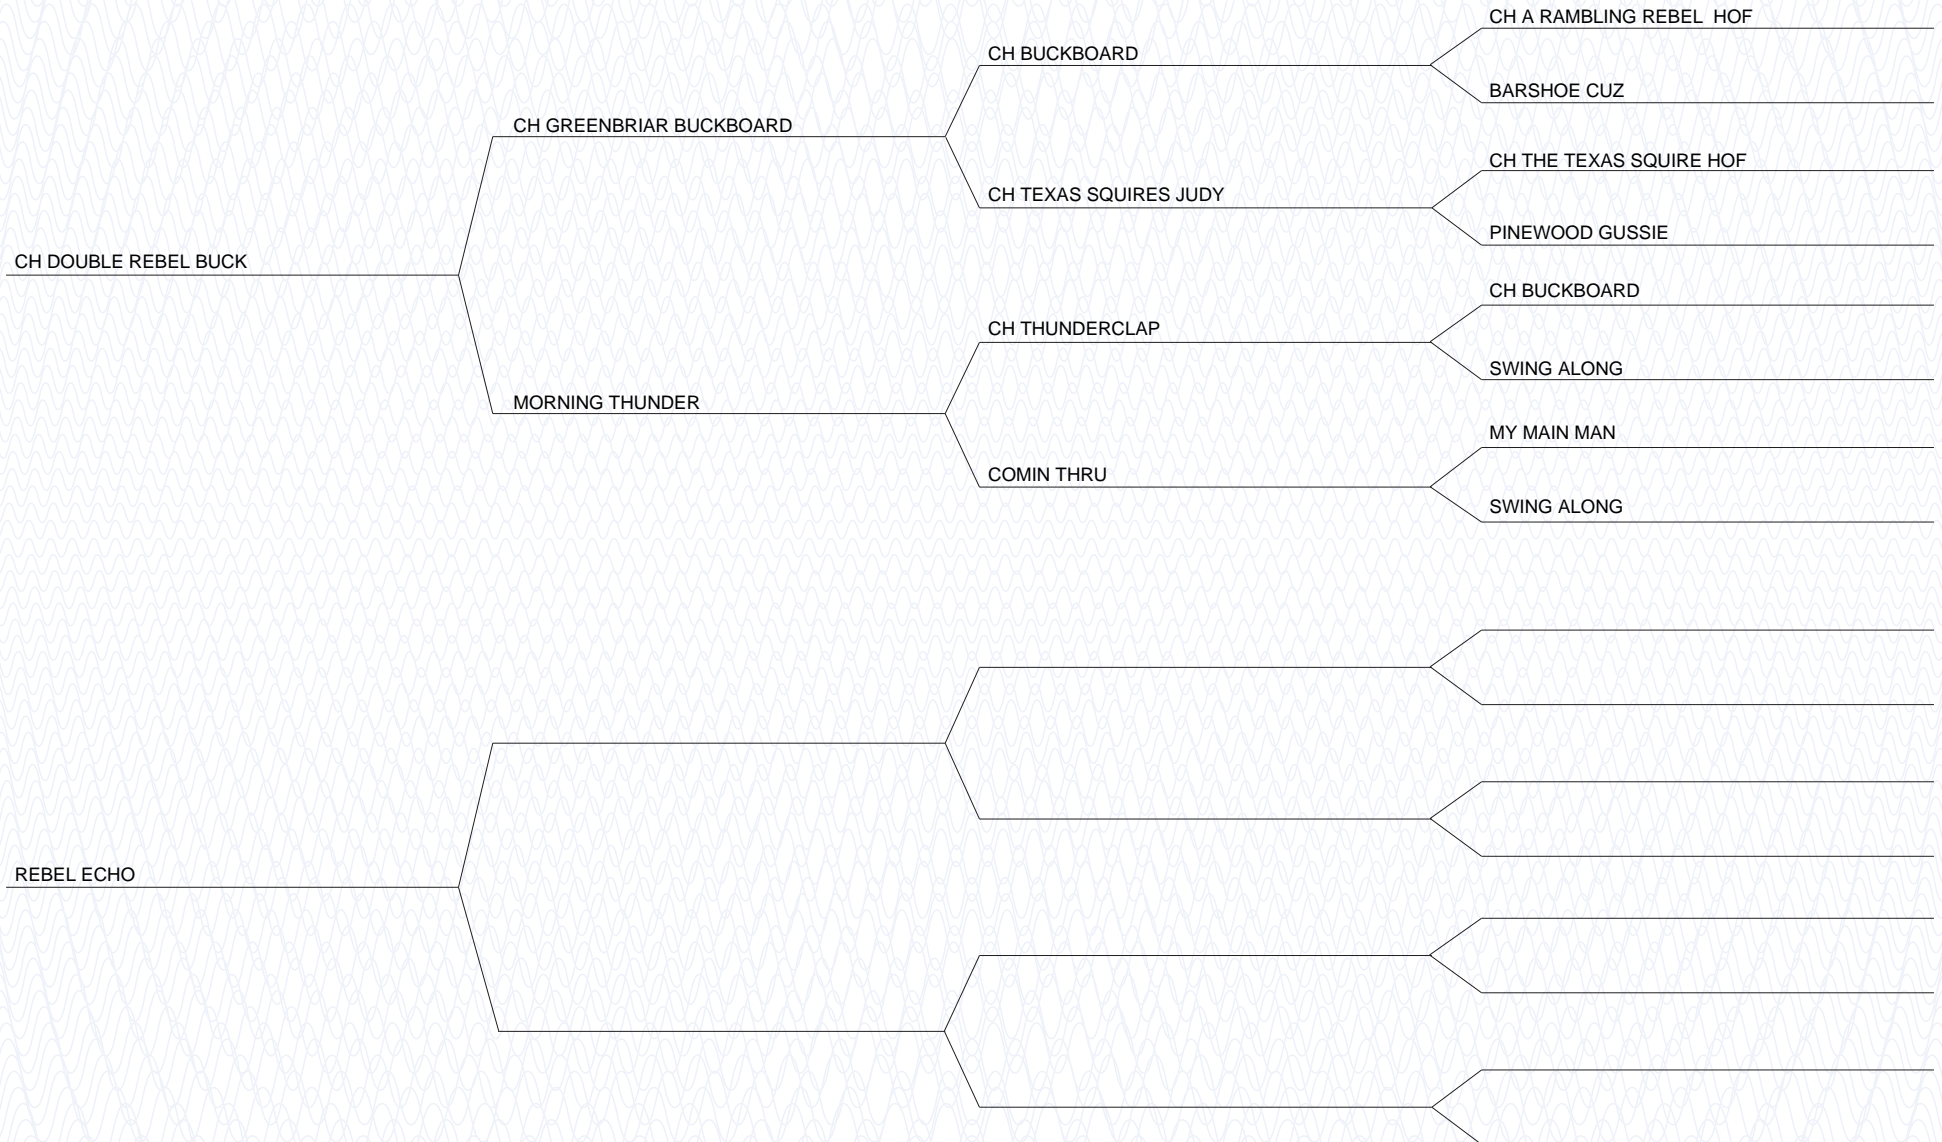 CH A RAMBLING REBEL  HOF
CH BUCKBOARD
BARSHOE CUZ
CH GREENBRIAR BUCKBOARD
CH THE TEXAS SQUIRE HOF
CH TEXAS SQUIRES JUDY
PINEWOOD GUSSIE
CH DOUBLE REBEL BUCK
CH BUCKBOARD
CH THUNDERCLAP
SWING ALONG
MORNING THUNDER
MY MAIN MAN
COMIN THRU
SWING ALONG
REBEL ECHO